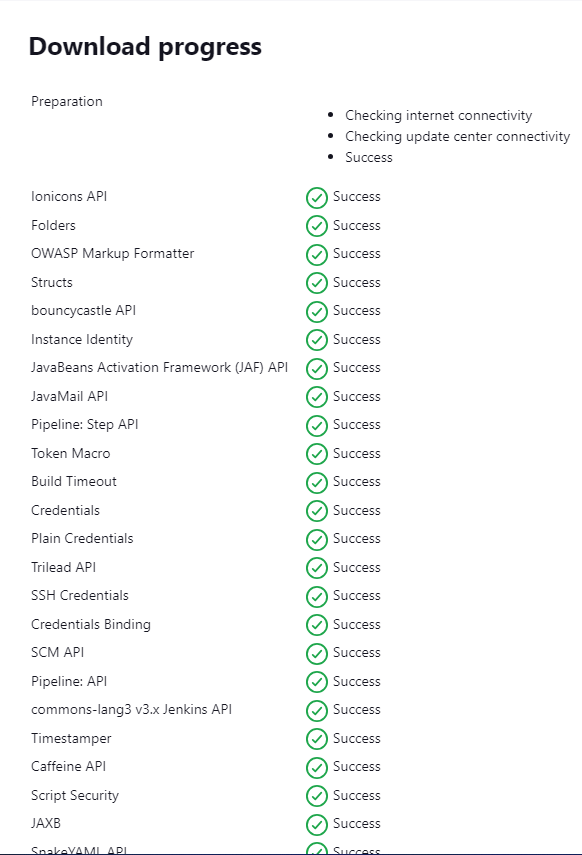 Download progress
Preparation
Checking internet connectivity
Checking update center connectivity
Success
Ionicons API Success
Folders Success
OWASP Markup Formatter Success
Structs Success
bouncycastle API Success
Instance Identity Success
JavaBeans Activation Framework (JAF) API Success
JavaMail API Success
Pipeline: Step API Success
Token Macro Success
Build Timeout Success
Credentials Success
Plain Credentials Success
Trilead API Success
SSH Credentials Success
Credentials Binding Success
SCM API Success
Pipeline: API Success
commons-lang3 v3.x Jenkins API Success
Timestamper Success
Caffeine API Success
Script Security Success
JAXB Success
SnakeYAML API Success